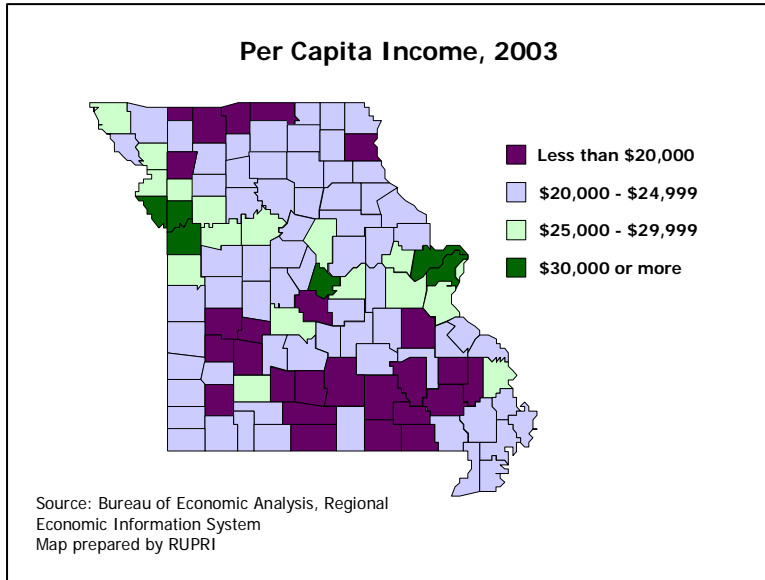 Per Capita Income, 2003
Less than $20,000
$20,000 - $24,999
$25,000 - $29,999
$30,000 or more
Source: Bureau of Economic Analysis, Regional
Economic Information System
Map prepared by RUPRI